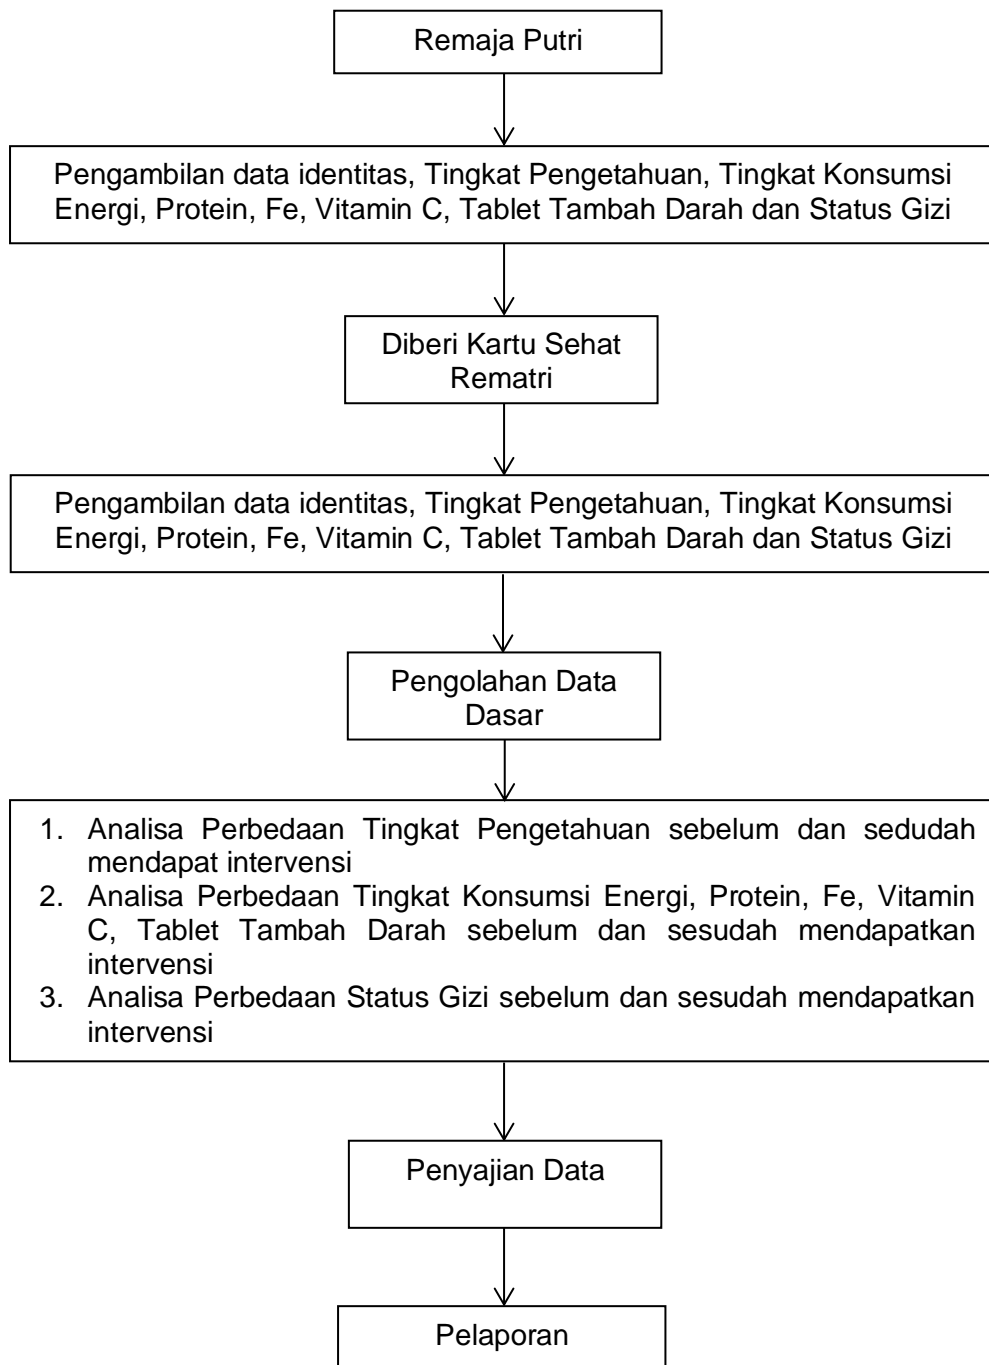 Remaja Putri
Pengambilan data identitas, Tingkat Pengetahuan, Tingkat Konsumsi
Energi, Protein, Fe, Vitamin C, Tablet Tambah Darah dan Status Gizi
Diberi Kartu Sehat
Rematri
Pengambilan data identitas, Tingkat Pengetahuan, Tingkat Konsumsi
Energi, Protein, Fe, Vitamin C, Tablet Tambah Darah dan Status Gizi
Pengolahan Data
Dasar
1. Analisa Perbedaan Tingkat Pengetahuan sebelum dan sedudah
mendapat intervensi
2. Analisa Perbedaan Tingkat Konsumsi Energi, Protein, Fe, Vitamin
C, Tablet Tambah Darah sebelum dan sesudah mendapatkan
intervensi
3. Analisa Perbedaan Status Gizi sebelum dan sesudah mendapatkan
intervensi
Penyajian Data
Pelaporan